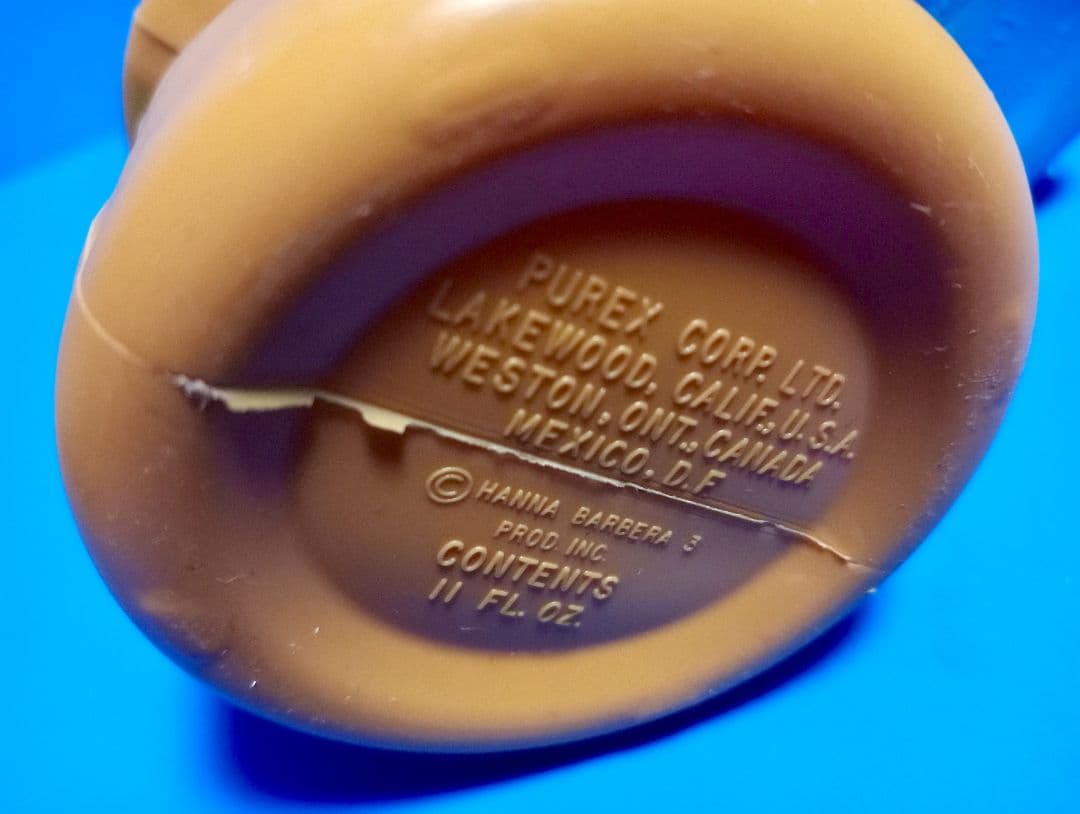 PUREX CORP. LTD.
LAKEWOOD, CALIF., U.S.A.
WESTON, ONT., CANADA
MEXICO, D.F
© HANNA BARBERA 3
PROD. INC.
CONTENTS
11 FL. OZ.